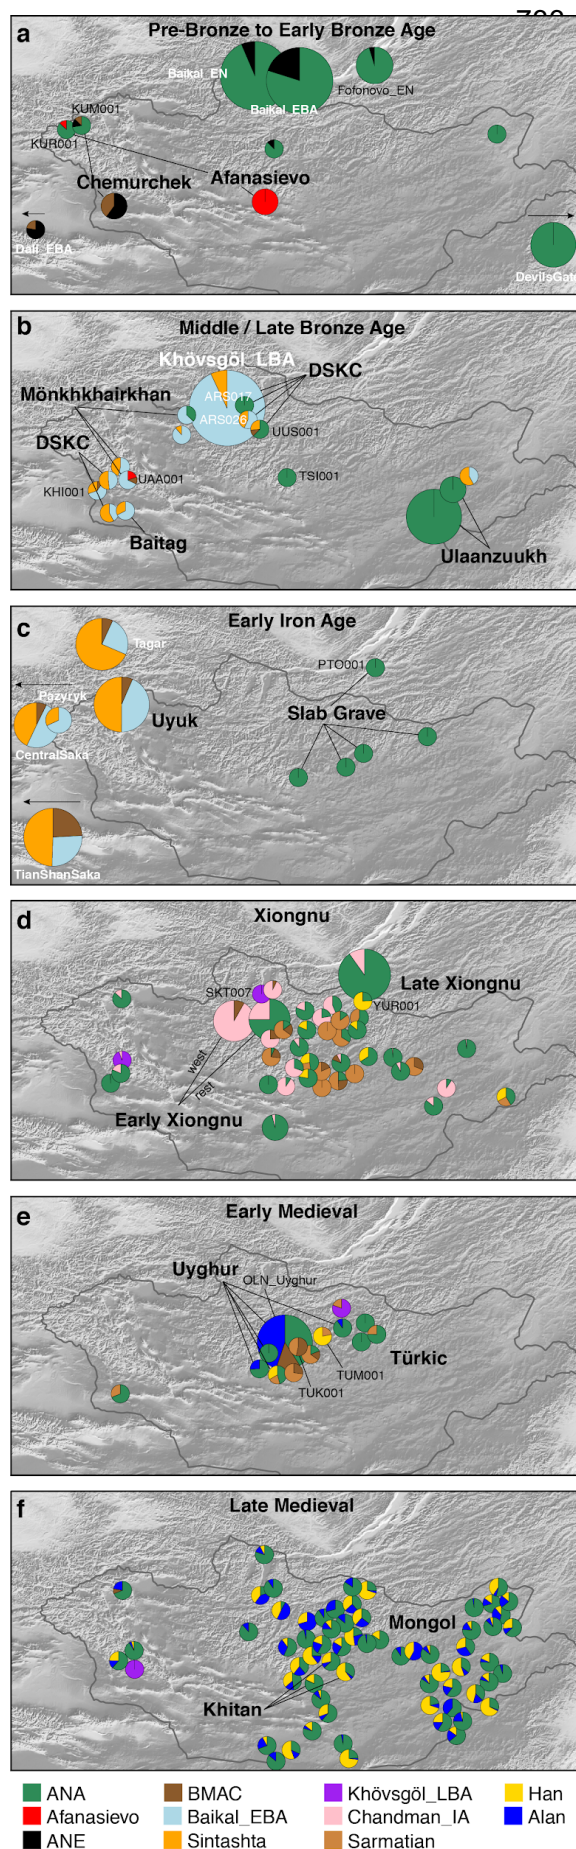 a
Pre-Bronze to Early Bronze Age
Baikal_EN
Baikal_EBA
Fofonovo_EN
KUM001
KUR001
Chemurchek
Afanasievo
Dali_EBA
DevilsGate
b
Middle / Late Bronze Age
Khövsgöl_LBA
DSKC
Mönkhkhairkhan
ARS017
ARS026
UUS001
DSKC
UAA001
TSI001
KHI001
Baitag
Ulaanzuukh
c
Early Iron Age
Tagar
PTO001
Pazyryk
Uyuk
Slab Grave
CentralSaka
TianShanSaka
d
Xiongnu
SKT007
Late Xiongnu
YUR001
west
rest
Early Xiongnu
e
Early Medieval
Uyghur
OLN_Uyghur
Türkic
TUM001
TUK001
f
Late Medieval
Mongol
Khitan
ANA
BMAC
Khövsgöl_LBA
Han
Afanasievo
Baikal_EBA
Chandman_IA
Alan
ANE
Sintashta
Sarmatian